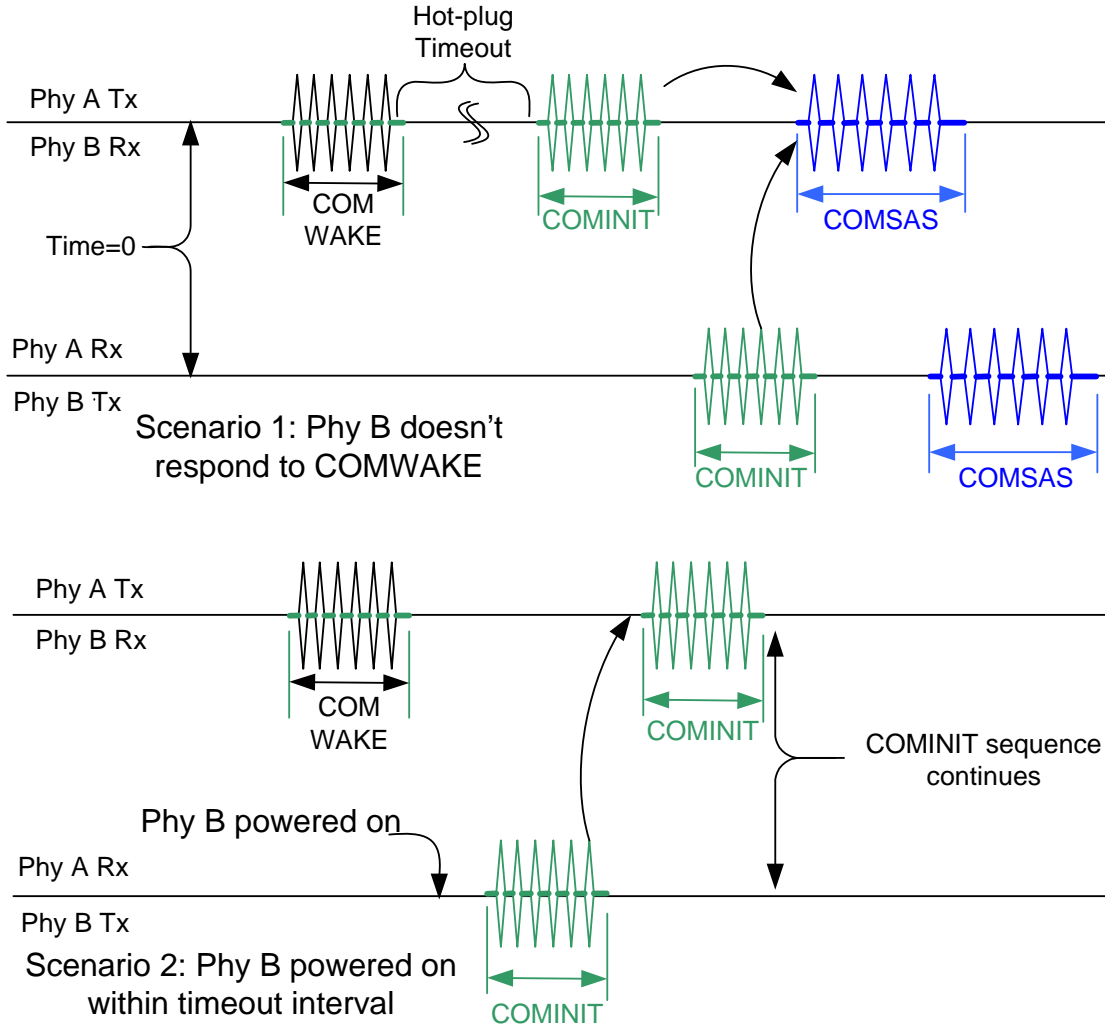 Hot-plug
Timeout
Phy A Tx
Phy B Rx
COM
WAKE
COMINIT
COMSAS
Time=0
Phy A Rx
Phy B Tx
Scenario 1: Phy B doesn’t
respond to COMWAKE
COMINIT
COMSAS
Phy A Tx
Phy B Rx
COM
WAKE
COMINIT
COMINIT sequence
continues
Phy B powered on
Phy A Rx
Phy B Tx
Scenario 2: Phy B powered on
within timeout interval
COMINIT